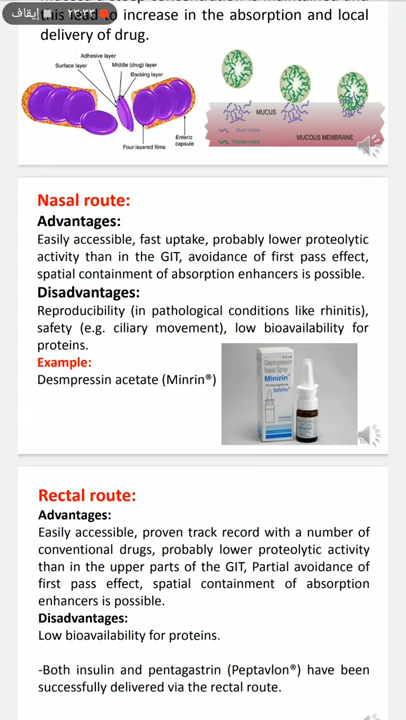 إيقاف
this lead to increase in the absorption and local
delivery of drug.
Adhesive layer
Surface layer
Middle (drug) layer
Backing layer
Four layered films
Enteric
capsule
MUCUS
MUCOUS MEMBRANE
Nasal route:
Advantages:
Easily accessible, fast uptake, probably lower proteolytic
activity than in the GIT, avoidance of first pass effect,
spatial containment of absorption enhancers is possible.
Disadvantages:
Reproducibility (in pathological conditions like rhinitis),
safety (e.g. ciliary movement), low bioavailability for
proteins.
Example:
Desmpressin acetate (Minrin®)
Desmopressin
Nasal Spray
Minirin
Rectal route:
Advantages:
Easily accessible, proven track record with a number of
conventional drugs, probably lower proteolytic activity
than in the upper parts of the GIT, Partial avoidance of
first pass effect, spatial containment of absorption
enhancers is possible.
Disadvantages:
Low bioavailability for proteins.
-Both insulin and pentagastrin (Peptavlon®) have been
successfully delivered via the rectal route.